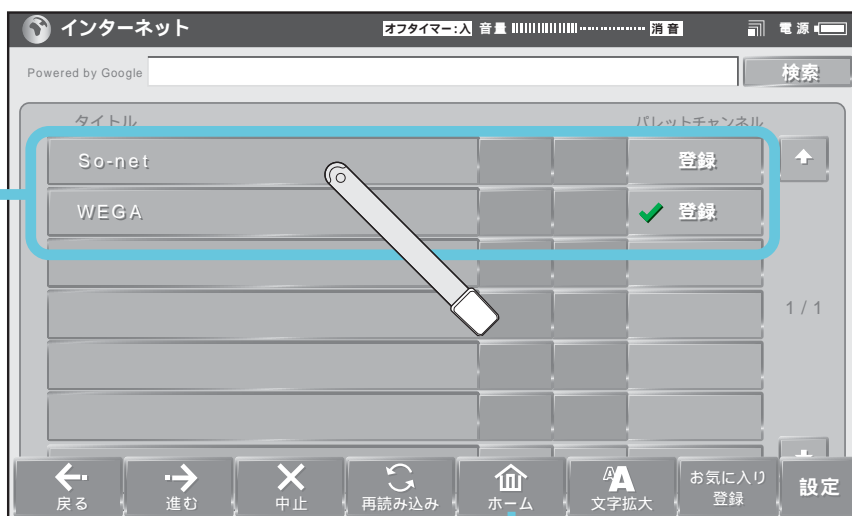 インターネット オフタイマー:入 音量 消音 電源
Powered by Google 検索
タイトル パレットチャンネル
So-net 登録
WEGA 登録
1 / 1
戻る 進む 中止 再読み込み ホーム 文字拡大 お気に入り登録 設定